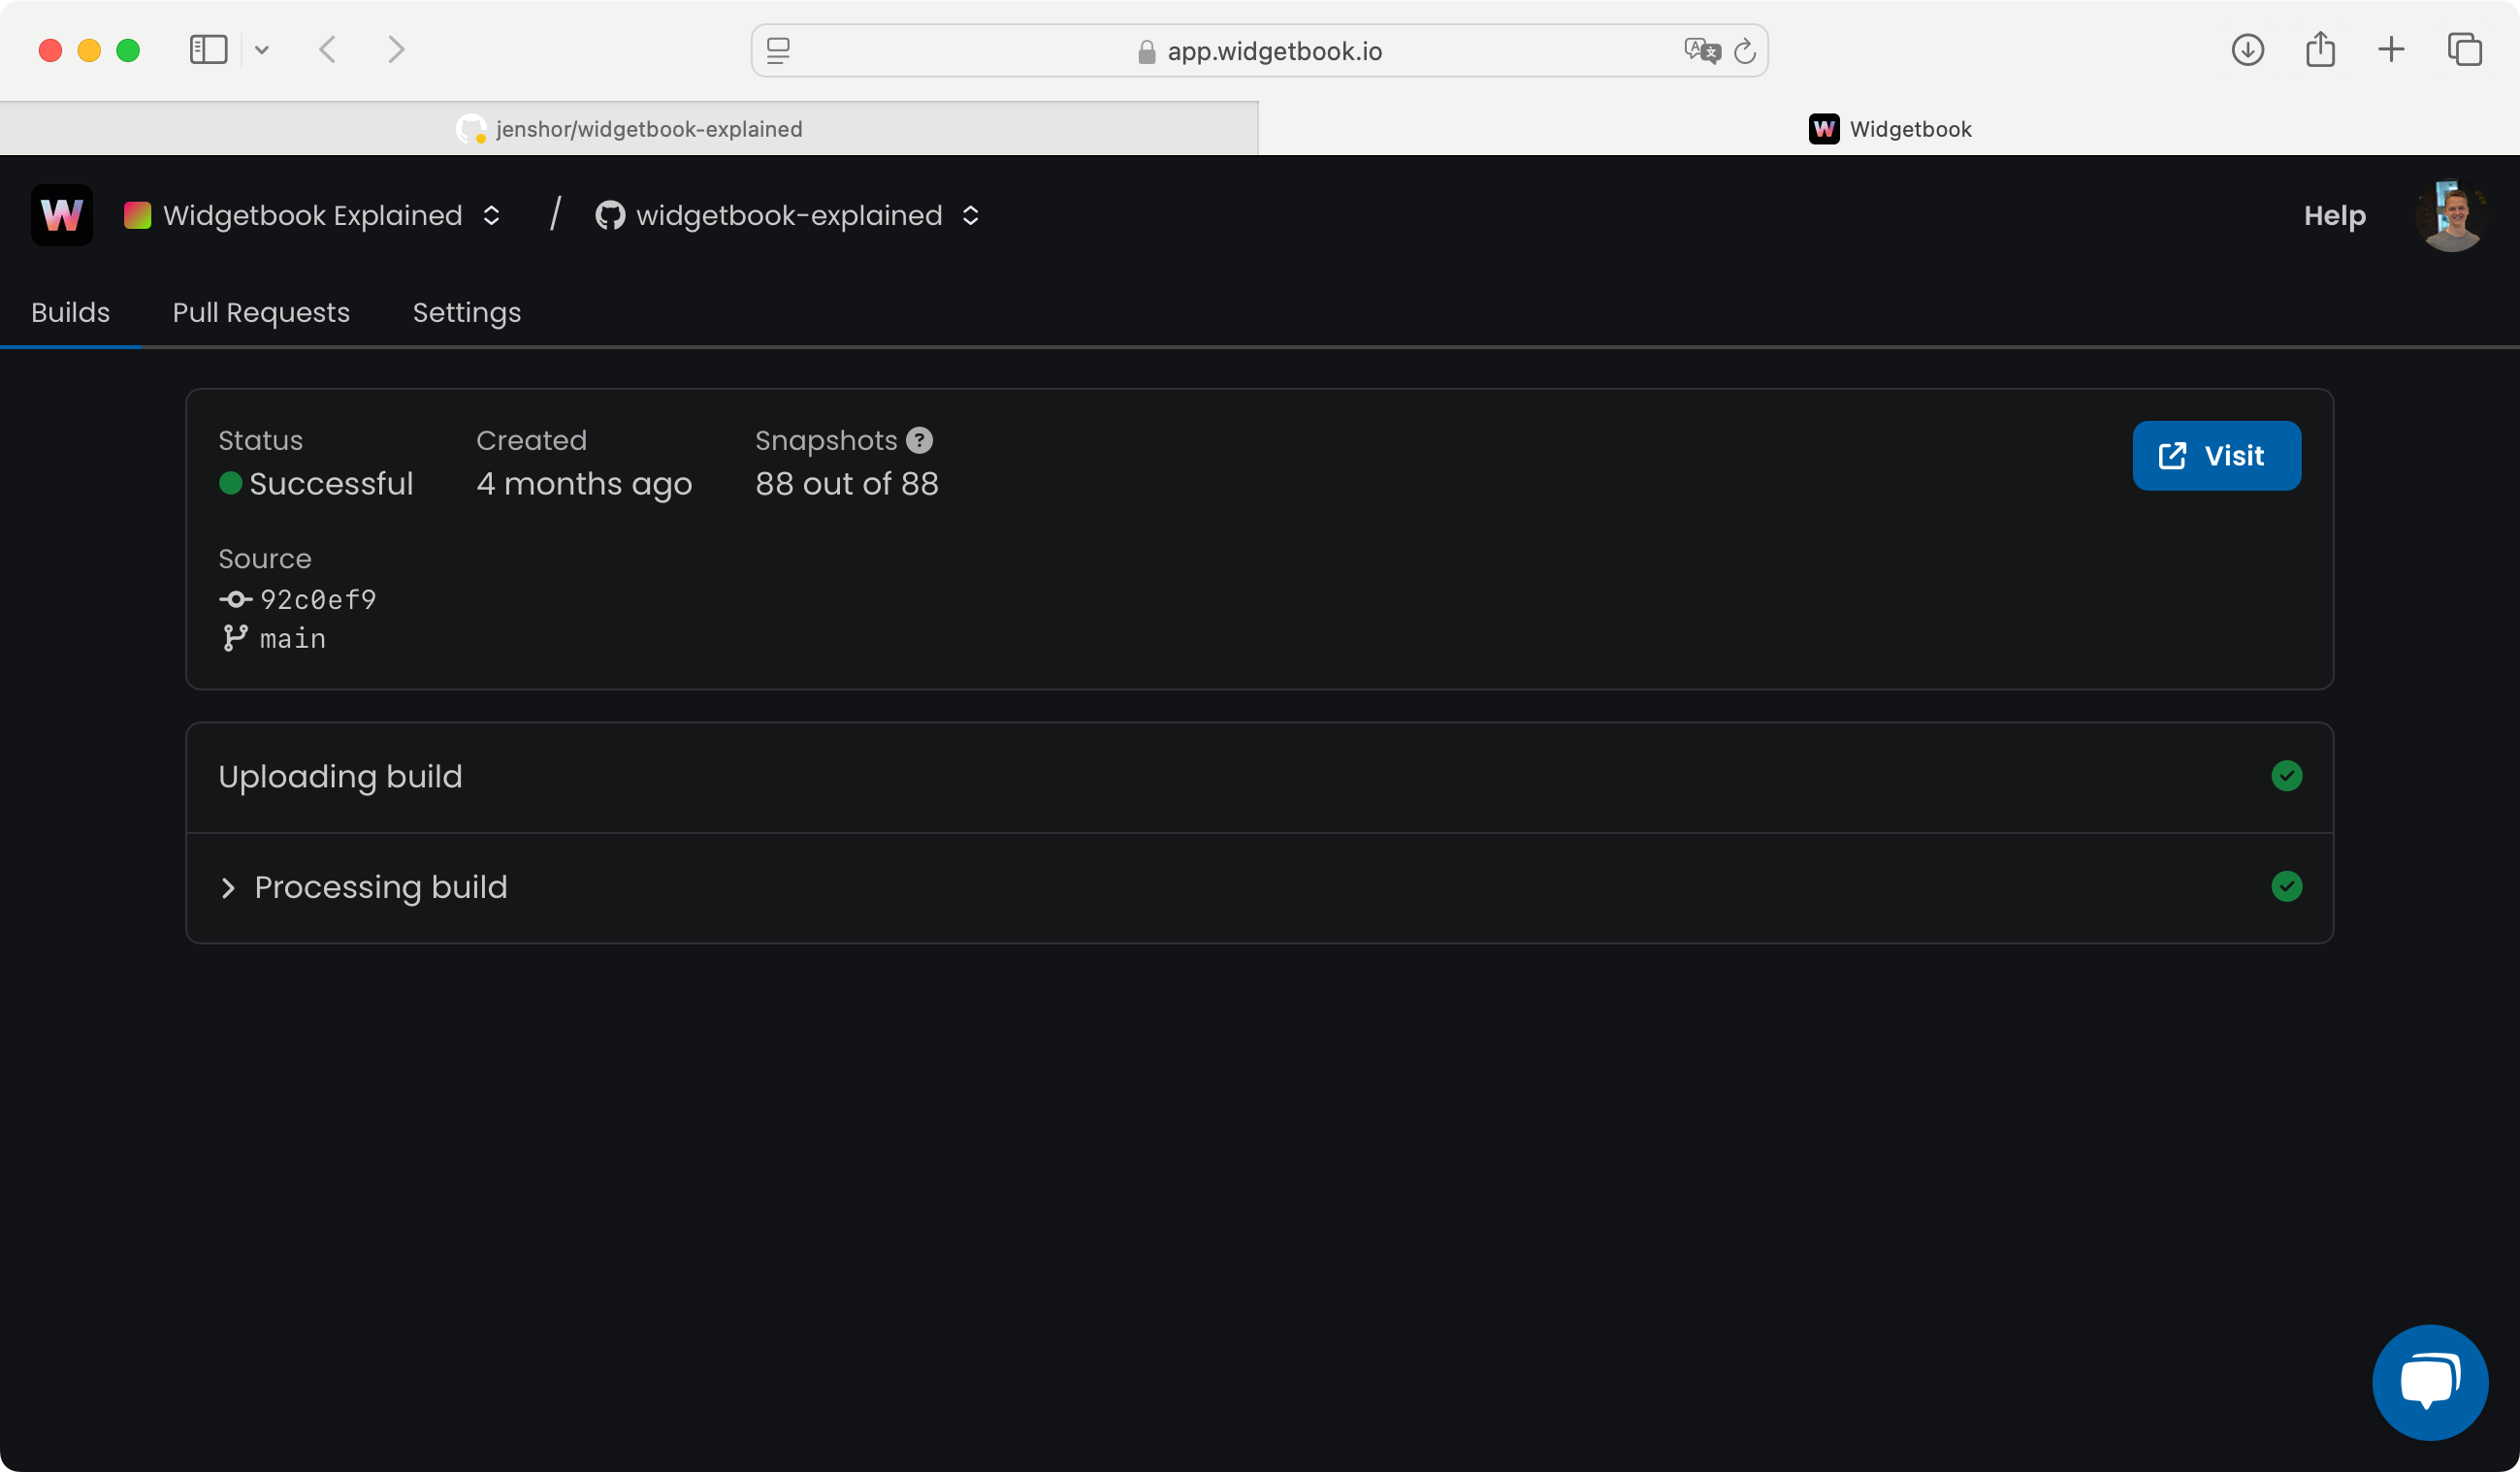 app.widgetbook.io
jenshor/widgetbook-explained
W Widgetbook
W Widgetbook Explained / widgetbook-explained
Help
Builds Pull Requests Settings
Status Created Snapshots ?
Successful 4 months ago 88 out of 88
Visit
Source
92c0ef9
main
Uploading build
Processing build